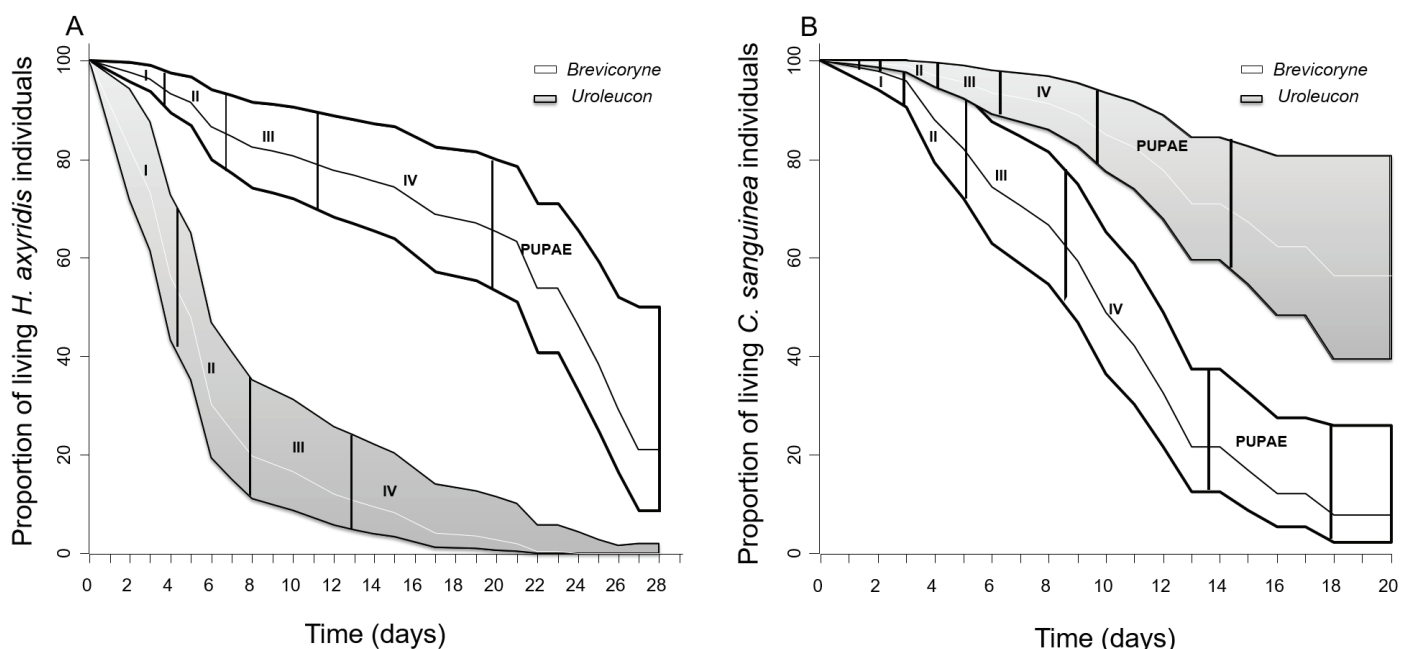 A
Proportion of living H. axyridis individuals
100
80
60
40
20
0
Brevicoryne
Uroleucon
I
II
III
IV
PUPAE
I
II
III
IV
0 2 4 6 8 10 12 14 16 18 20 22 24 26 28
Time (days)
B
Proportion of living C. sanguinea individuals
100
80
60
40
20
0
Brevicoryne
Uroleucon
I
II
III
IV
PUPAE
I
II
III
IV
PUPAE
0 2 4 6 8 10 12 14 16 18 20
Time (days)